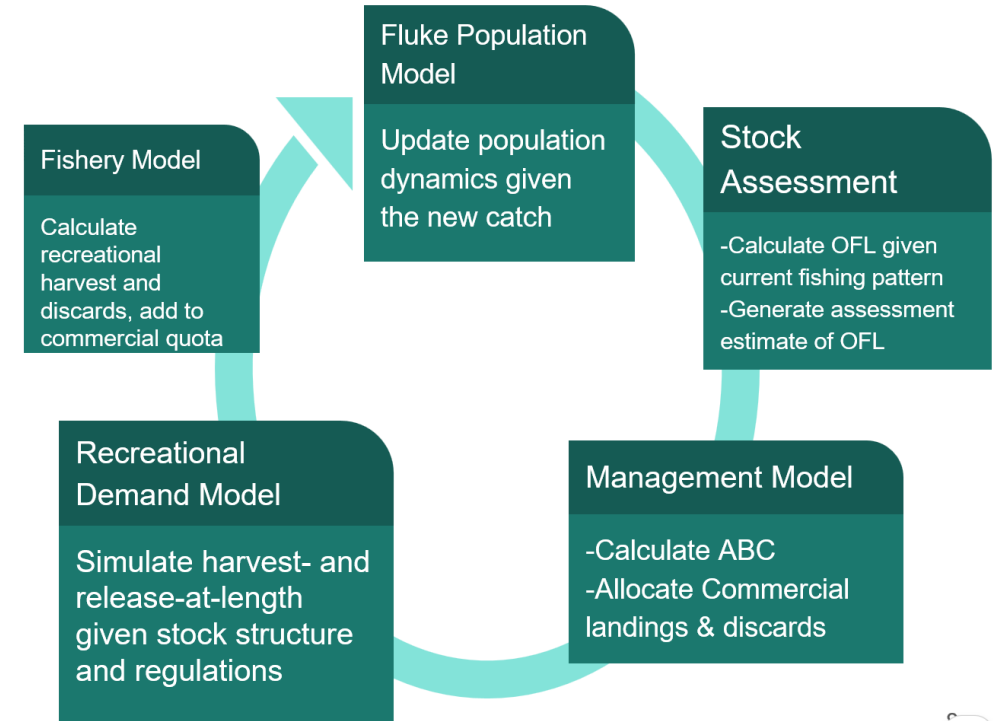 Fluke Population
Model
Update population
dynamics given
the new catch
Stock
Assessment
-Calculate OFL given
current fishing pattern
-Generate assessment
estimate of OFL
Management Model
-Calculate ABC
-Allocate Commercial
landings & discards
Recreational
Demand Model
Simulate harvest- and
release-at-length
given stock structure
and regulations
Fishery Model
Calculate
recreational
harvest and
discards, add to
commercial quota